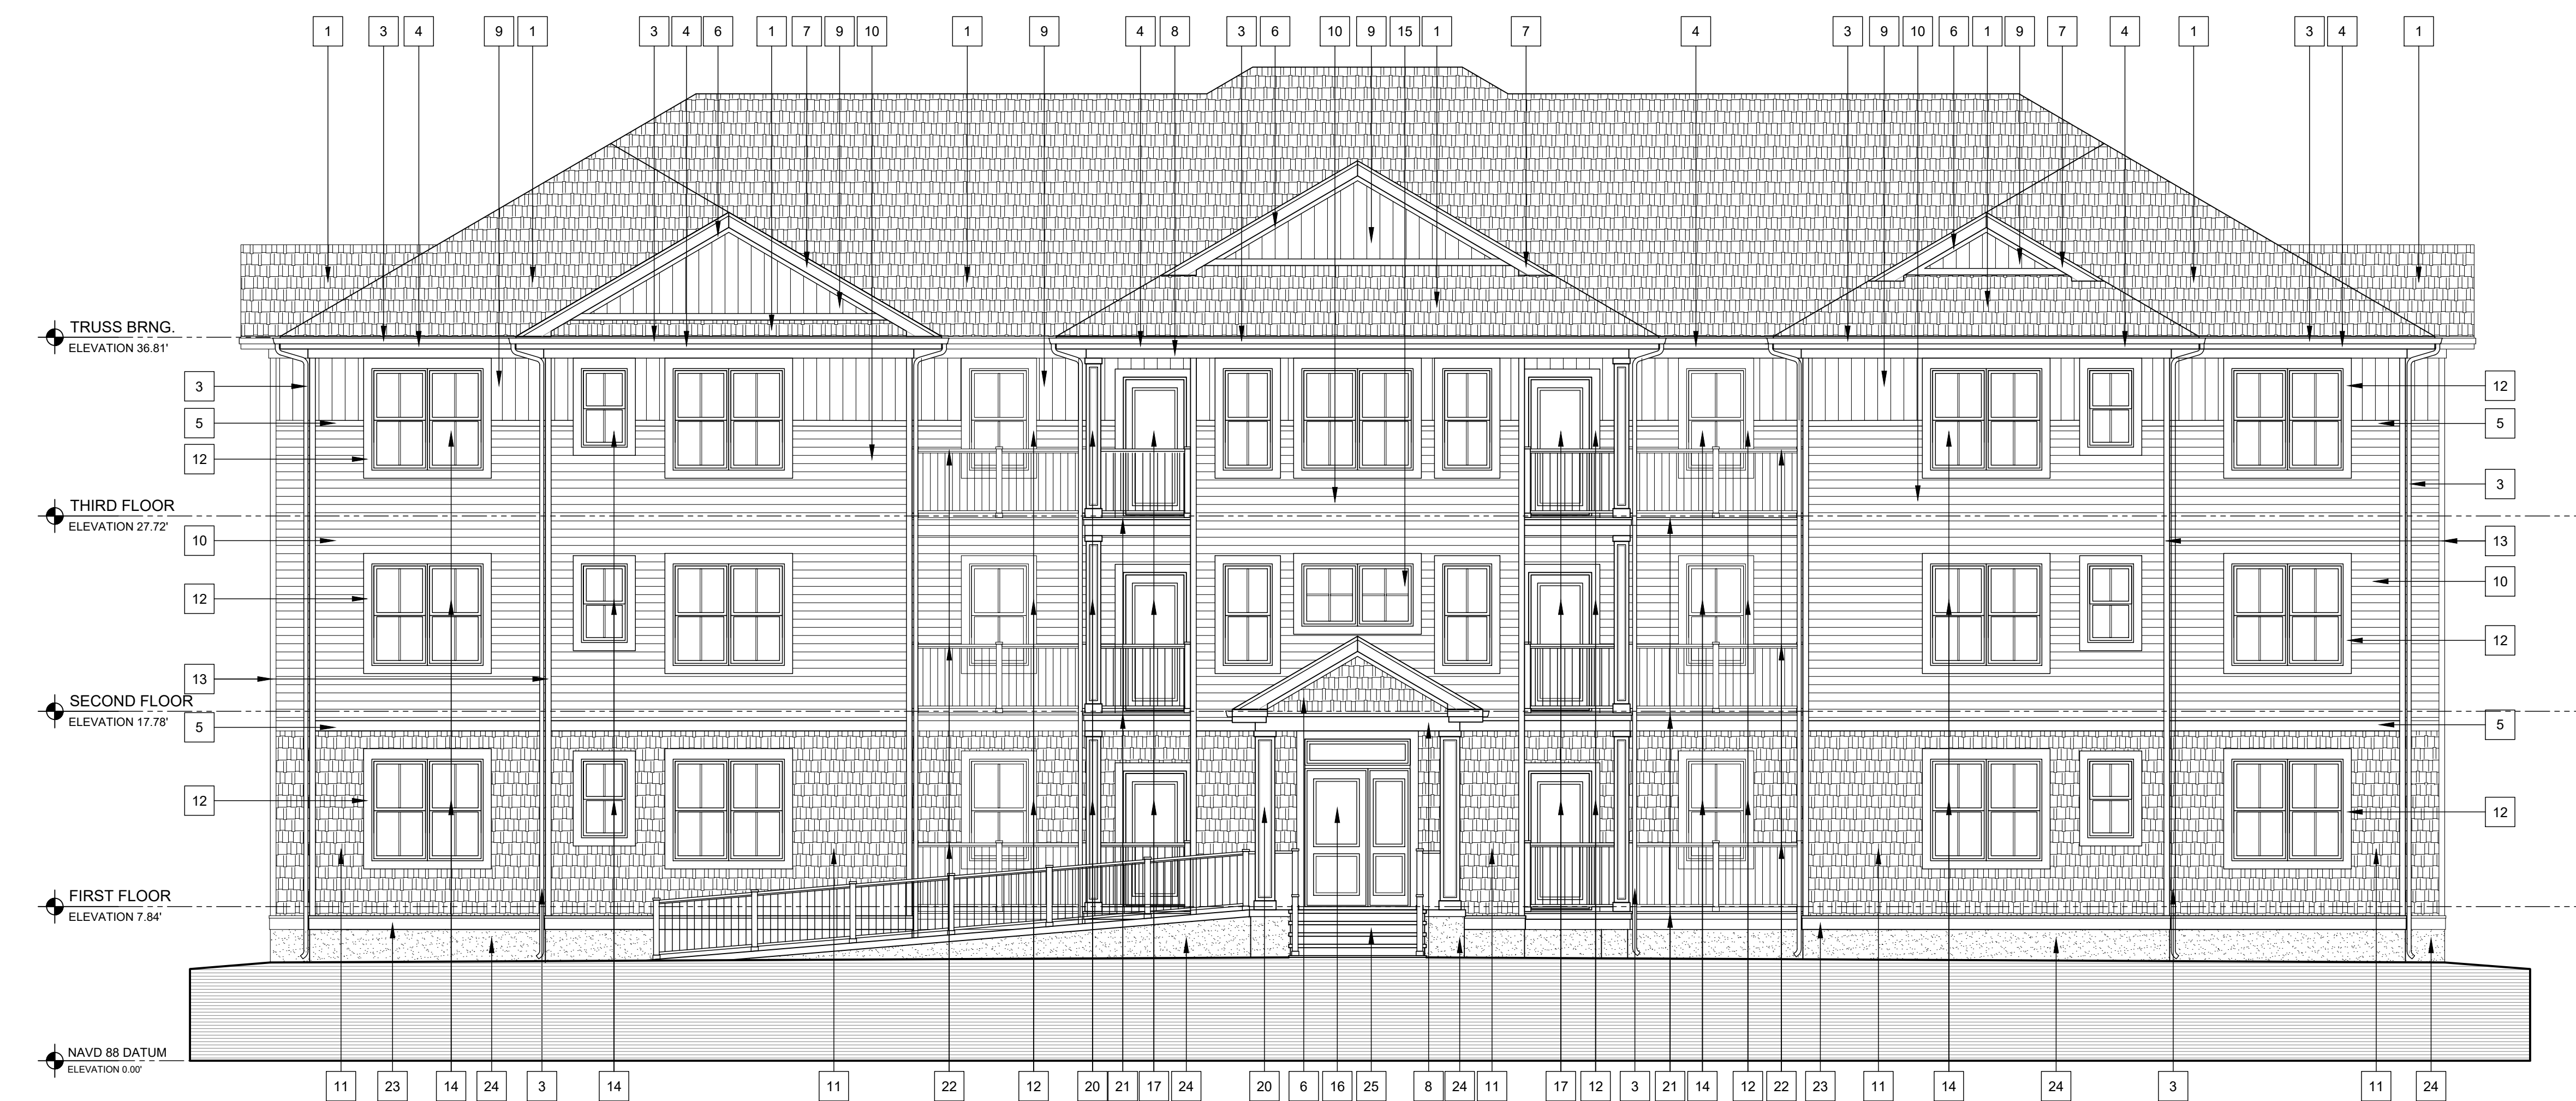 1 3 4 9 1 3 4 6 1 7 9 10 1 9 4 8 3 6 10 9 15 1 7 4 3 9 10 6 1 9 7 4 1 3 4 1
TRUSS BRNG.
ELEVATION 36.81'
3
12
5
5
12
3
THIRD FLOOR
ELEVATION 27.72'
10
13
10
12
12
13
SECOND FLOOR
ELEVATION 17.78'
5
5
12
12
FIRST FLOOR
ELEVATION 7.84'
NAVD 88 DATUM
ELEVATION 0.00'
11 23 14 24 3 14 11 22 12 20 21 17 24 20 6 16 25 8 24 11 17 12 3 21 14 12 22 23 11 14 24 3 11 24